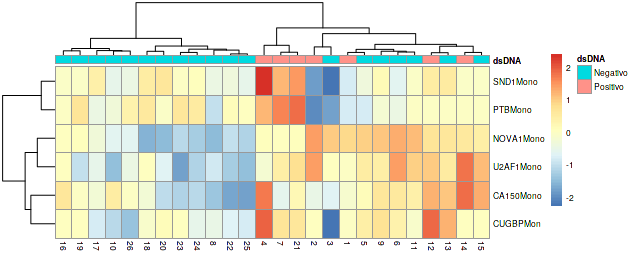 dsDNA
SND1Mono
PTBMono
NOVA1Mono
U2AF1Mono
CA150Mono
CUGBPMon
16 19 17 10 26 18 20 23 24 8 22 25 4 7 21 2 3 1 5 9 6 11 12 13 14 15
2
1
0
-1
-2
dsDNA
Negativo
Positivo